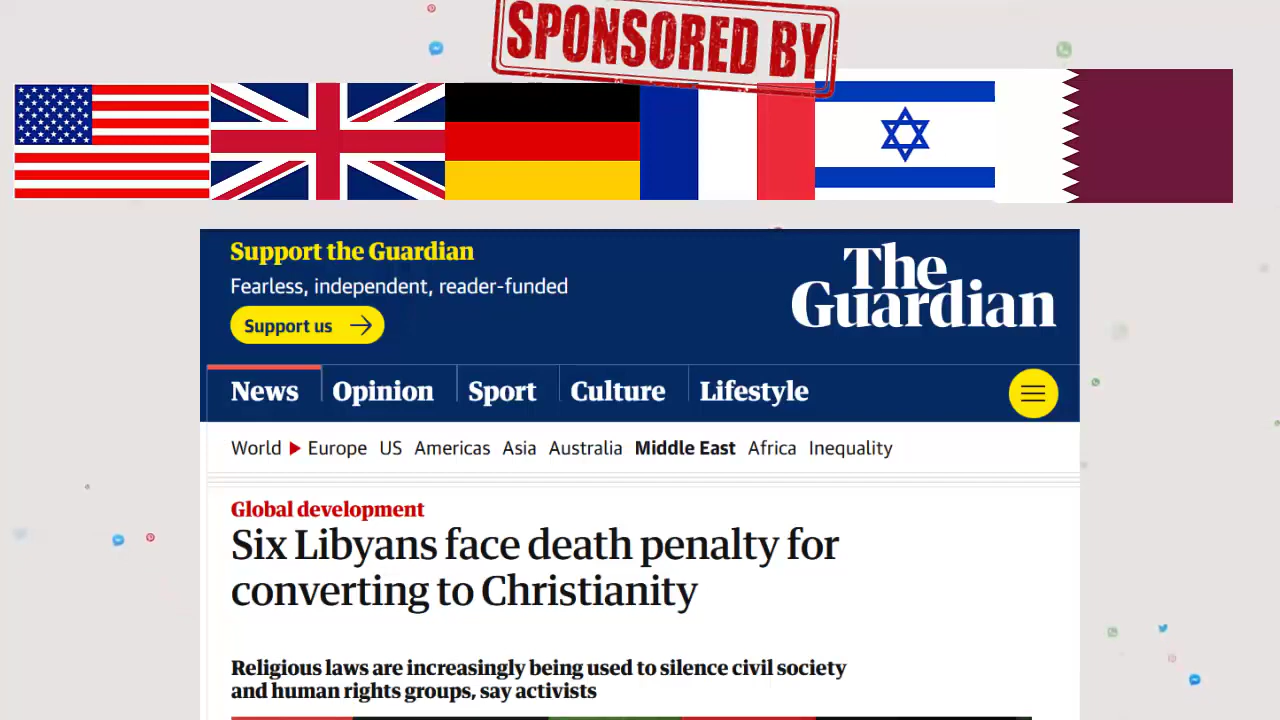 SPONSORED BY
Support the Guardian
Fearless, independent, reader-funded
Support us
The
Guardian
News Opinion Sport Culture Lifestyle
World Europe US Americas Asia Australia Middle East Africa Inequality
Global development
Six Libyans face death penalty for
converting to Christianity
Religious laws are increasingly being used to silence civil society
and human rights groups, say activists